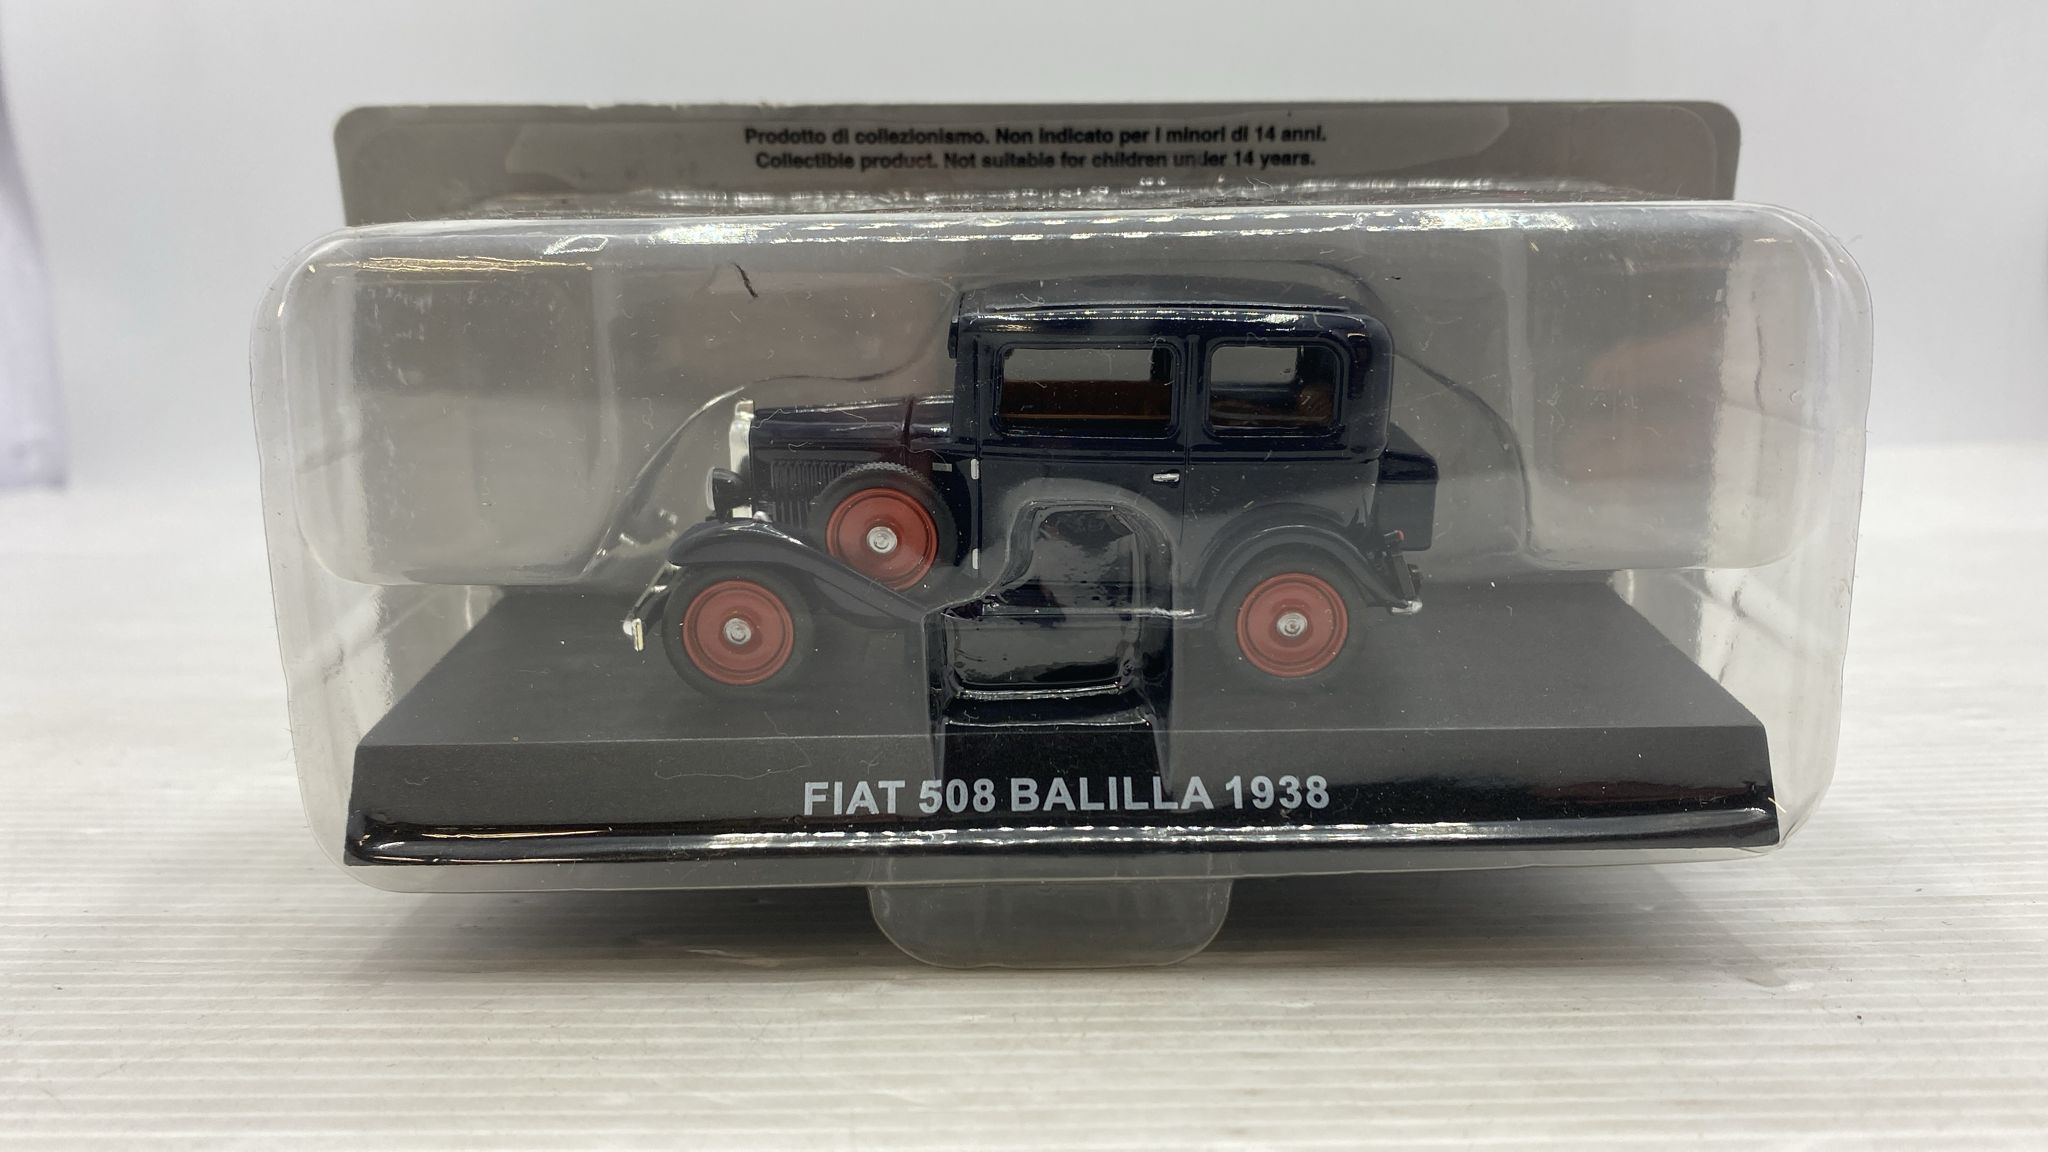 Prodotto di collezionismo. Non indicato per i minori di 14 anni.
Collectible product. Not suitable for children under 14 years.
FIAT 508 BALILLA 1938